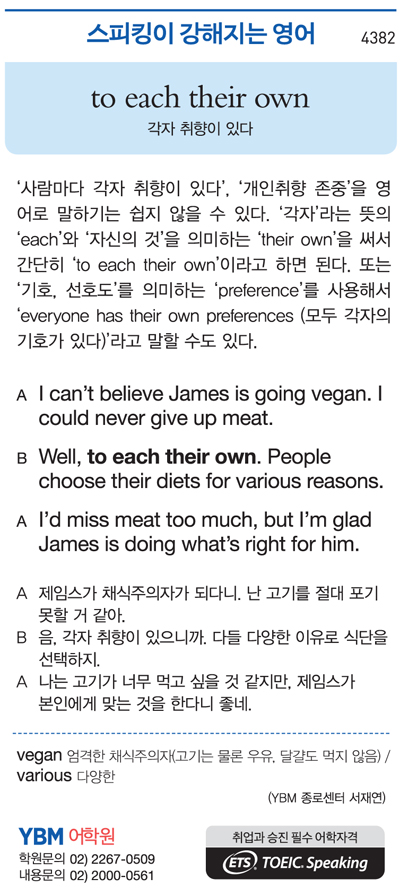 스피킹이 강해지는 영어
4382
to each their own
각자 취향이 있다
‘사람마다 각자 취향이 있다’, ‘개인취향 존중’을 영
어로 말하기는 쉽지 않을 수 있다. ‘각자’라는 뜻의
‘each’와 ‘자신의 것’을 의미하는 ‘their own’을 써서
간단히 ‘to each their own’이라고 하면 된다. 또는
‘기호, 선호도’를 의미하는 ‘preference’를 사용해서
‘everyone has their own preferences (모두 각자의
기호가 있다)’라고 말할 수도 있다.
A I can’t believe James is going vegan. I
could never give up meat.
B Well, to each their own. People
choose their diets for various reasons.
A I’d miss meat too much, but I’m glad
James is doing what’s right for him.
A 제임스가 채식주의자가 되다니. 난 고기를 절대 포기
못할 거 같아.
B 음, 각자 취향이 있으니까. 다들 다양한 이유로 식단을
선택하지.
A 나는 고기가 너무 먹고 싶을 것 같지만, 제임스가
본인에게 맞는 것을 한다니 좋네.
vegan 엄격한 채식주의자(고기는 물론 우유, 달걀도 먹지 않음) /
various 다양한
(YBM 종로센터 서재연)
YBM 어학원
학원문의 02) 2267-0509
내용문의 02) 2000-0561
취업과 승진 필수 어학자격
ETS TOEIC. Speaking